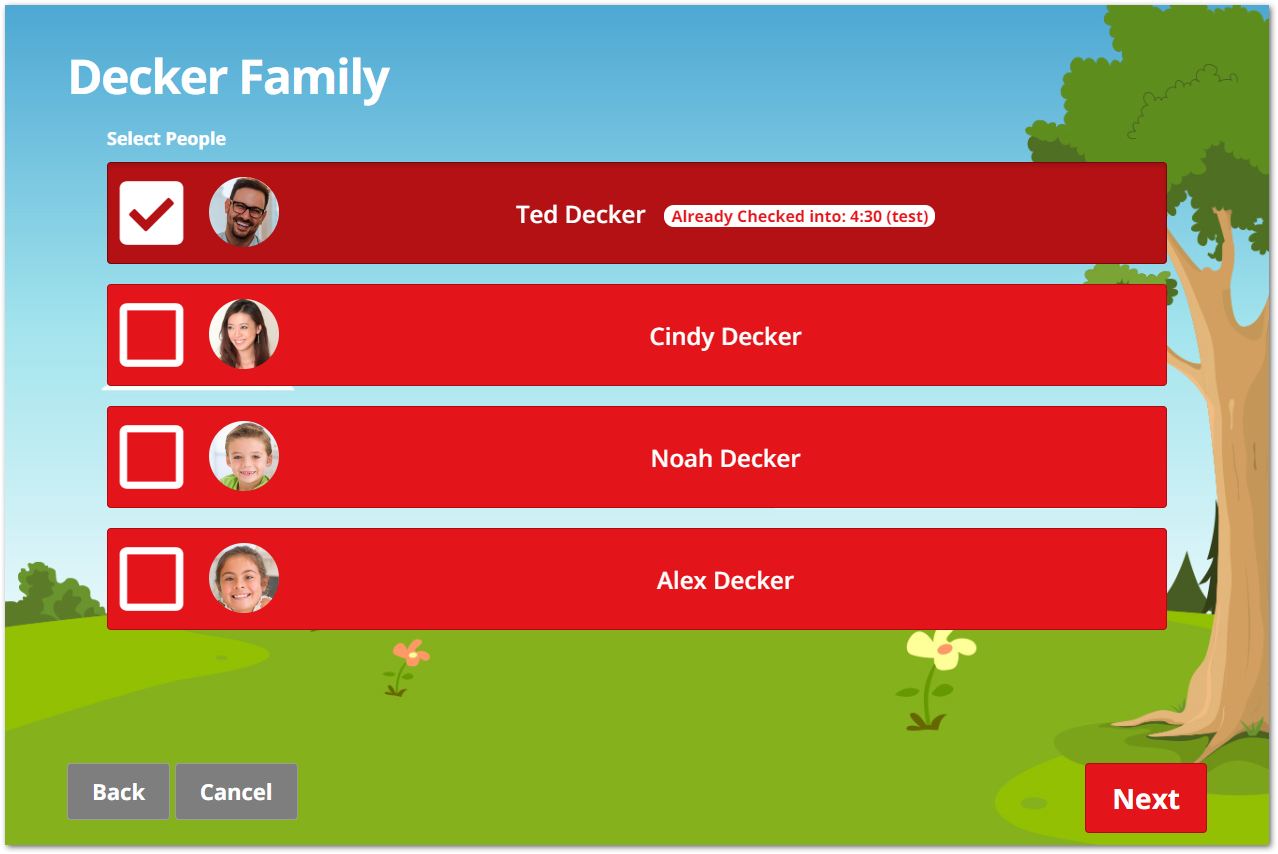 Decker Family
Select People
Ted Decker Already Checked into: 4:30 (test)
Cindy Decker
Noah Decker
Alex Decker
Back Cancel Next